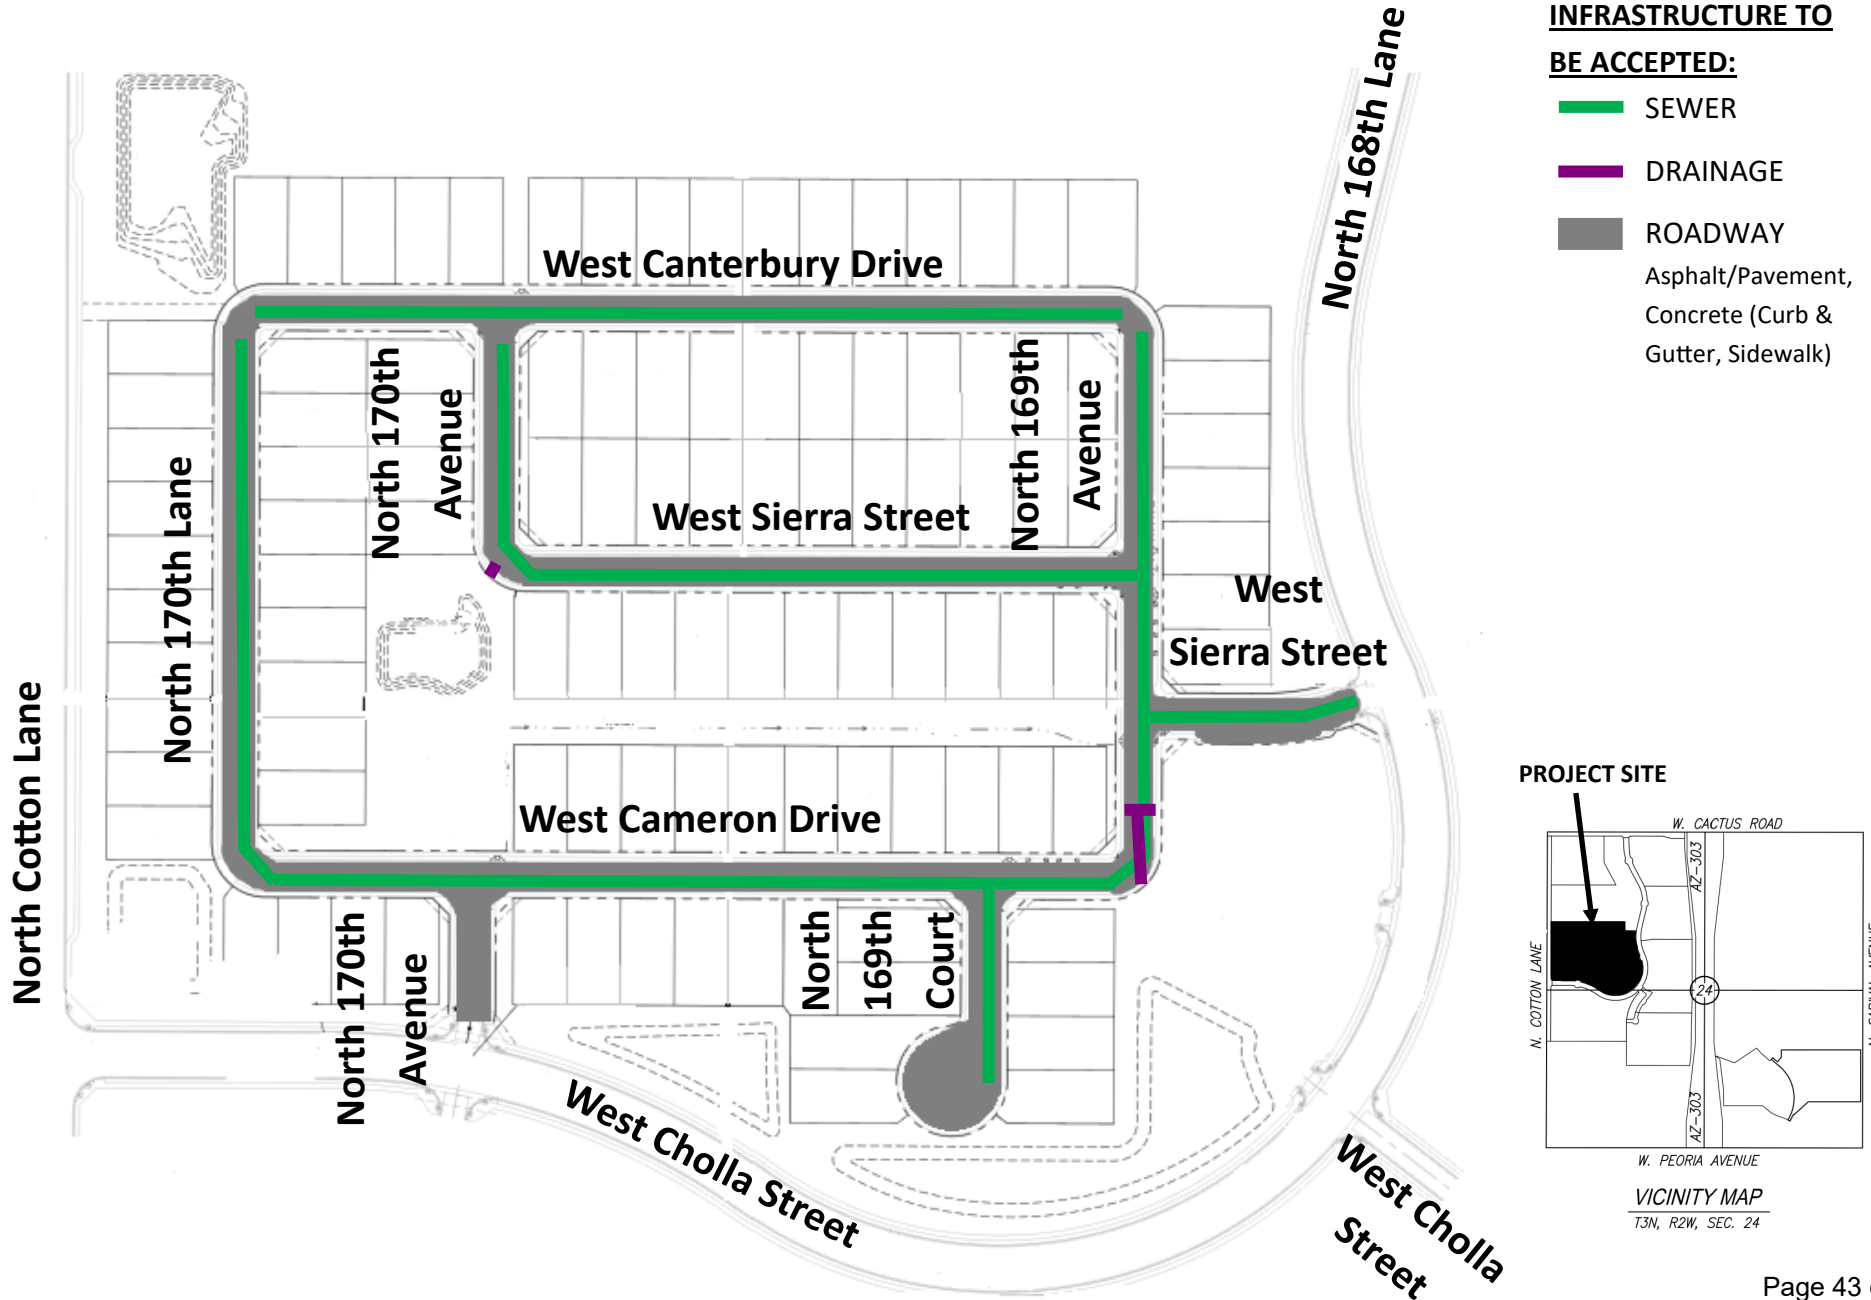 INFRASTRUCTURE TO
BE ACCEPTED:
SEWER
DRAINAGE
ROADWAY
Asphalt/Pavement,
Concrete (Curb &
Gutter, Sidewalk)
North 168th Lane
West Canterbury Drive
North 170th
Avenue
North 169th
Avenue
West Sierra Street
North 170th Lane
West
Sierra Street
North Cotton Lane
West Cameron Drive
North 170th
Avenue
North
169th
Court
West Cholla Street
West Cholla
Street
PROJECT SITE
W. CACTUS ROAD
AZ-303
N. COTTON LANE
24
AZ-303
W. PEORIA AVENUE
VICINITY MAP
T3N, R2W, SEC. 24
Page 43